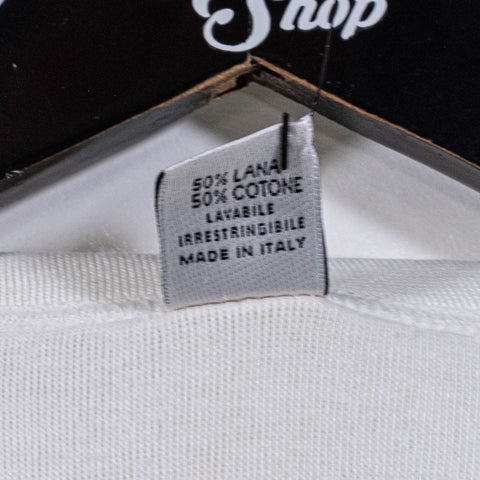 Shop
50% LANA
50% COTONE
LAVABILE
IRRESTRINGIBILE
MADE IN ITALY